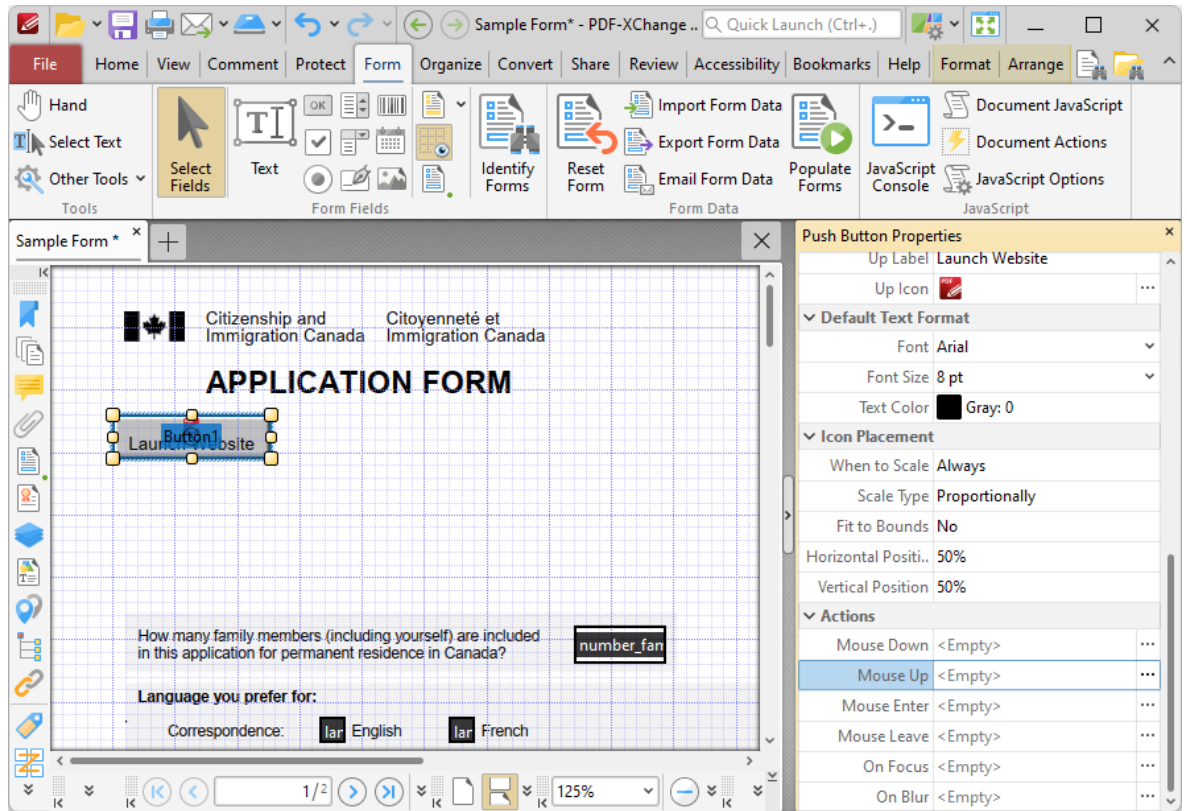 Sample Form* - PDF-XChange ..
Quick Launch (Ctrl+.)
File Home View Comment Protect Form Organize Convert Share Review Accessibility Bookmarks Help Format Arrange
Hand
Select Text
Other Tools
Tools
Select Fields
Text
OK
Form Fields
Identify Forms
Reset Form
Import Form Data
Export Form Data
Email Form Data
Populate Forms
Form Data
JavaScript Console
Document JavaScript
Document Actions
JavaScript Options
JavaScript
Sample Form *
Citizenship and Immigration Canada
Citoyenneté et Immigration Canada
APPLICATION FORM
Launch Website
Button1
How many family members (including yourself) are included
in this application for permanent residence in Canada?
number_fam
Language you prefer for:
Correspondence: lar English lar French
1/2
125%
Push Button Properties
Up Label Launch Website
Up Icon
Default Text Format
Font Arial
Font Size 8 pt
Text Color Gray: 0
Icon Placement
When to Scale Always
Scale Type Proportionally
Fit to Bounds No
Horizontal Positi.. 50%
Vertical Position 50%
Actions
Mouse Down <Empty>
Mouse Up <Empty>
Mouse Enter <Empty>
Mouse Leave <Empty>
On Focus <Empty>
On Blur <Empty>